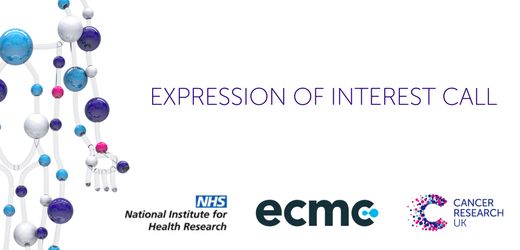 EXPRESSION OF INTEREST CALL
NHS
National Institute for
Health Research
ecmc
CANCER
RESEARCH
UK